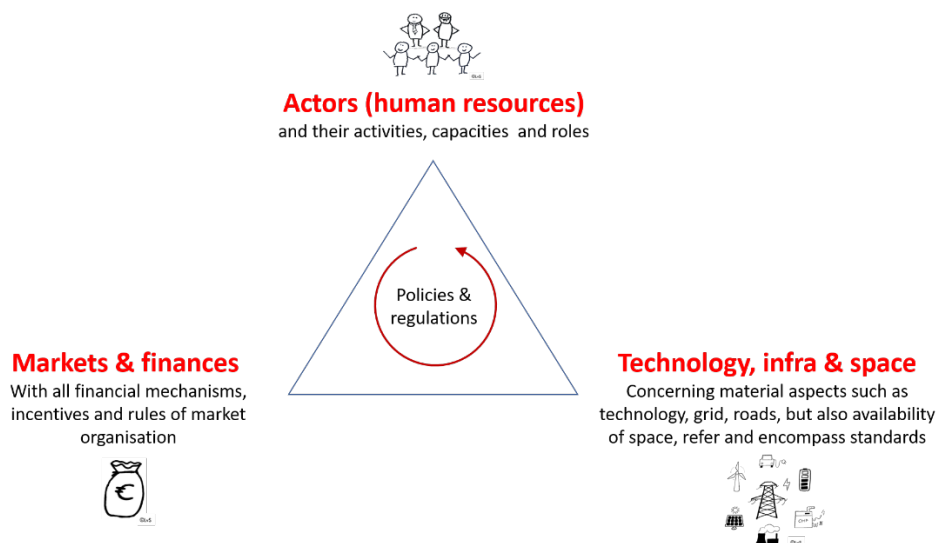 Actors (human resources)
and their activities, capacities and roles
Policies &
regulations
Markets & finances
With all financial mechanisms,
incentives and rules of market
organisation
€
Technology, infra & space
Concerning material aspects such as
technology, grid, roads, but also availability
of space, refer and encompass standards
CHP